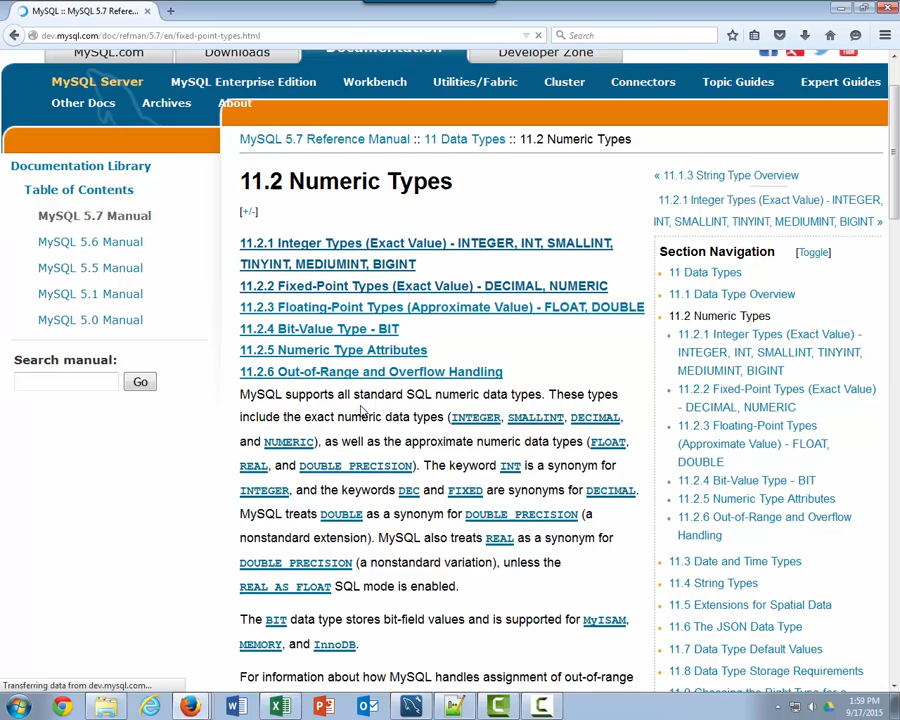 MySQL :: MySQL 5.7 Refere...
dev.mysql.com/doc/refman/5.7/en/fixed-point-types.html
Search
MySQL.com
Downloads
Documentation
Developer Zone
MySQL Server
MySQL Enterprise Edition
Workbench
Utilities/Fabric
Cluster
Connectors
Topic Guides
Expert Guides
Other Docs
Archives
About
Documentation Library
Table of Contents
MySQL 5.7 Manual
MySQL 5.6 Manual
MySQL 5.5 Manual
MySQL 5.1 Manual
MySQL 5.0 Manual
Search manual:
Go
MySQL 5.7 Reference Manual :: 11 Data Types :: 11.2 Numeric Types
11.2 Numeric Types
[+/-]
11.2.1 Integer Types (Exact Value) - INTEGER, INT, SMALLINT,
TINYINT, MEDIUMINT, BIGINT
11.2.2 Fixed-Point Types (Exact Value) - DECIMAL, NUMERIC
11.2.3 Floating-Point Types (Approximate Value) - FLOAT, DOUBLE
11.2.4 Bit-Value Type - BIT
11.2.5 Numeric Type Attributes
11.2.6 Out-of-Range and Overflow Handling
MySQL supports all standard SQL numeric data types. These types
include the exact numeric data types (INTEGER, SMALLINT, DECIMAL,
and NUMERIC), as well as the approximate numeric data types (FLOAT,
REAL, and DOUBLE PRECISION). The keyword INT is a synonym for
INTEGER, and the keywords DEC and FIXED are synonyms for DECIMAL.
MySQL treats DOUBLE as a synonym for DOUBLE PRECISION (a
nonstandard extension). MySQL also treats REAL as a synonym for
DOUBLE PRECISION (a nonstandard variation), unless the
REAL_AS_FLOAT SQL mode is enabled.
The BIT data type stores bit-field values and is supported for MyISAM,
MEMORY, and InnoDB.
For information about how MySQL handles assignment of out-of-range
« 11.1.3 String Type Overview
11.2.1 Integer Types (Exact Value) - INTEGER,
INT, SMALLINT, TINYINT, MEDIUMINT, BIGINT »
Section Navigation [Toggle]
11 Data Types
11.1 Data Type Overview
11.2 Numeric Types
11.2.1 Integer Types (Exact Value) -
INTEGER, INT, SMALLINT, TINYINT,
MEDIUMINT, BIGINT
11.2.2 Fixed-Point Types (Exact Value)
- DECIMAL, NUMERIC
11.2.3 Floating-Point Types
(Approximate Value) - FLOAT,
DOUBLE
11.2.4 Bit-Value Type - BIT
11.2.5 Numeric Type Attributes
11.2.6 Out-of-Range and Overflow
Handling
11.3 Date and Time Types
11.4 String Types
11.5 Extensions for Spatial Data
11.6 The JSON Data Type
11.7 Data Type Default Values
11.8 Data Type Storage Requirements
Transferring data from dev.mysql.com...
1:59 PM
9/17/2015